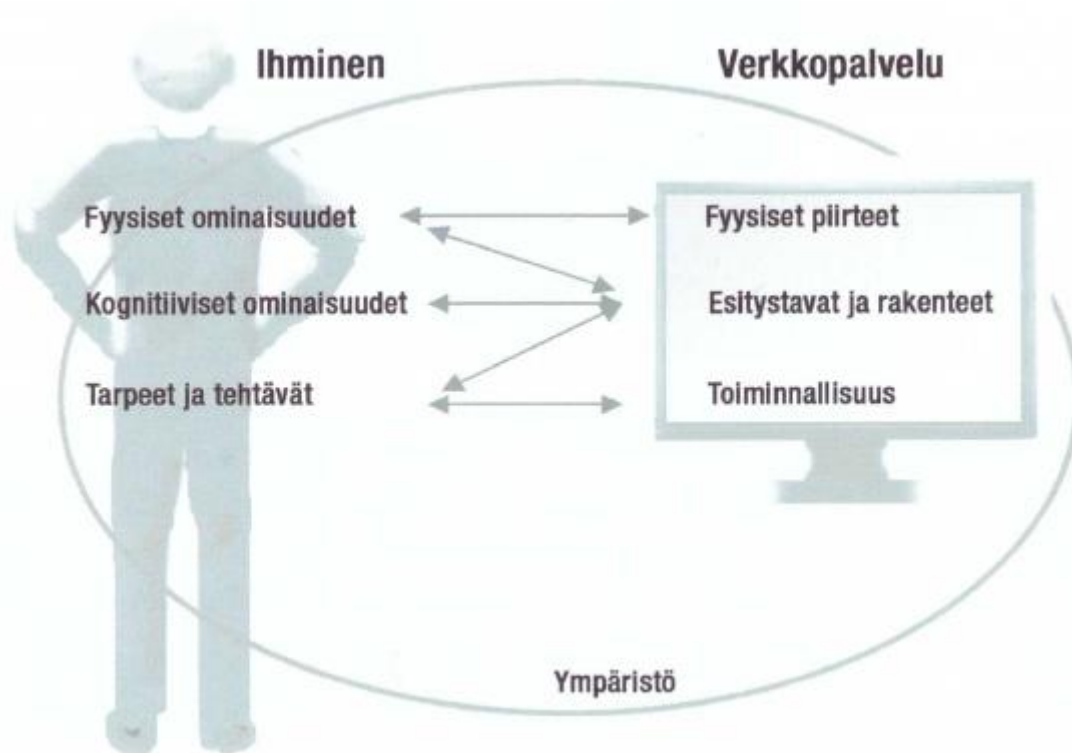 Ihminen
Verkkopalvelu
Fyysiset ominaisuudet
Fyysiset piirteet
Kognitiiviset ominaisuudet
Esitystavat ja rakenteet
Tarpeet ja tehtävät
Toiminnallisuus
Ympäristö